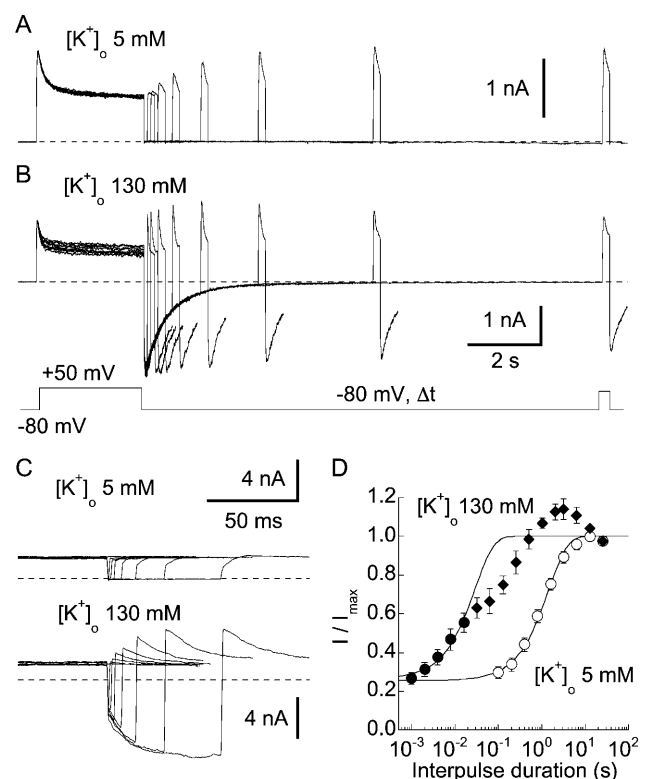 A
[K+]o 5 mM
1 nA
B
[K+]o 130 mM
1 nA
2 s
+50 mV
-80 mV, Δt
-80 mV
C
[K+]o 5 mM
4 nA
50 ms
[K+]o 130 mM
4 nA
D
[K+]o 130 mM
[K+]o 5 mM
I / Imax
1.2
1.0
0.8
0.6
0.4
0.2
0.0
10-3 10-2 10-1 100 101 102
Interpulse duration (s)